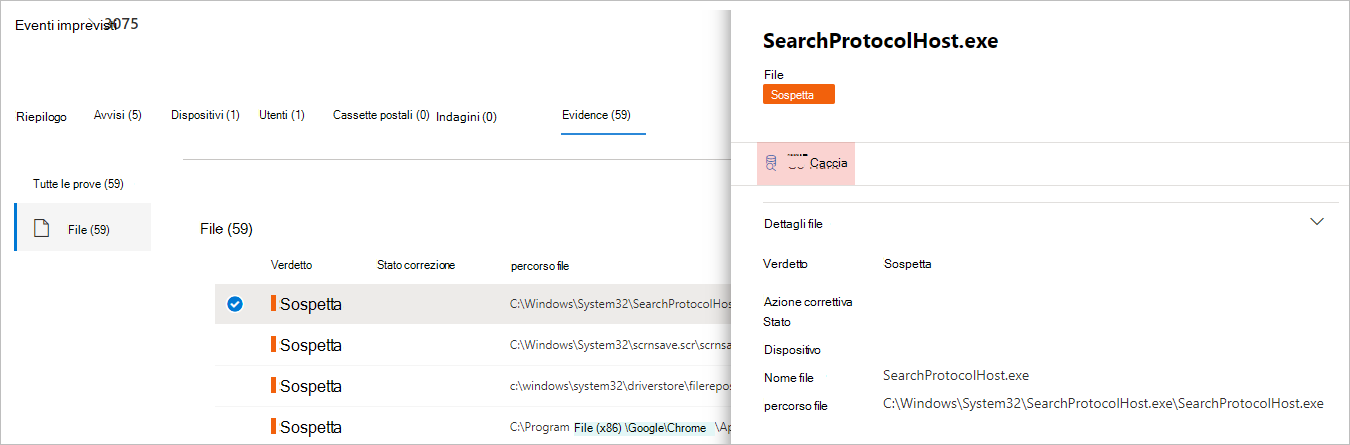 Eventi imprevisti 3075
Riepilogo Avvisi (5) Dispositivi (1) Utenti (1) Cassette postali (0) Indagini (0) Evidence (59)
Tutte le prove (59)
File (59)
File (59)
Verdetto Stato correzione percorso file
Sospetta C:\Windows\System32\SearchProtocolHos
Sospetta C:\Windows\System32\scrnsave.scr\scrnsa
Sospetta c:\windows\system32\driverstore\filerepos
Sospetta C:\Program File (x86) \Google\Chrome \Ap
SearchProtocolHost.exe
File
Sospetta
Caccia
Dettagli file
Verdetto Sospetta
Azione correttiva
Stato
Dispositivo
Nome file SearchProtocolHost.exe
percorso file C:\Windows\System32\SearchProtocolHost.exe\SearchProtocolHost.exe